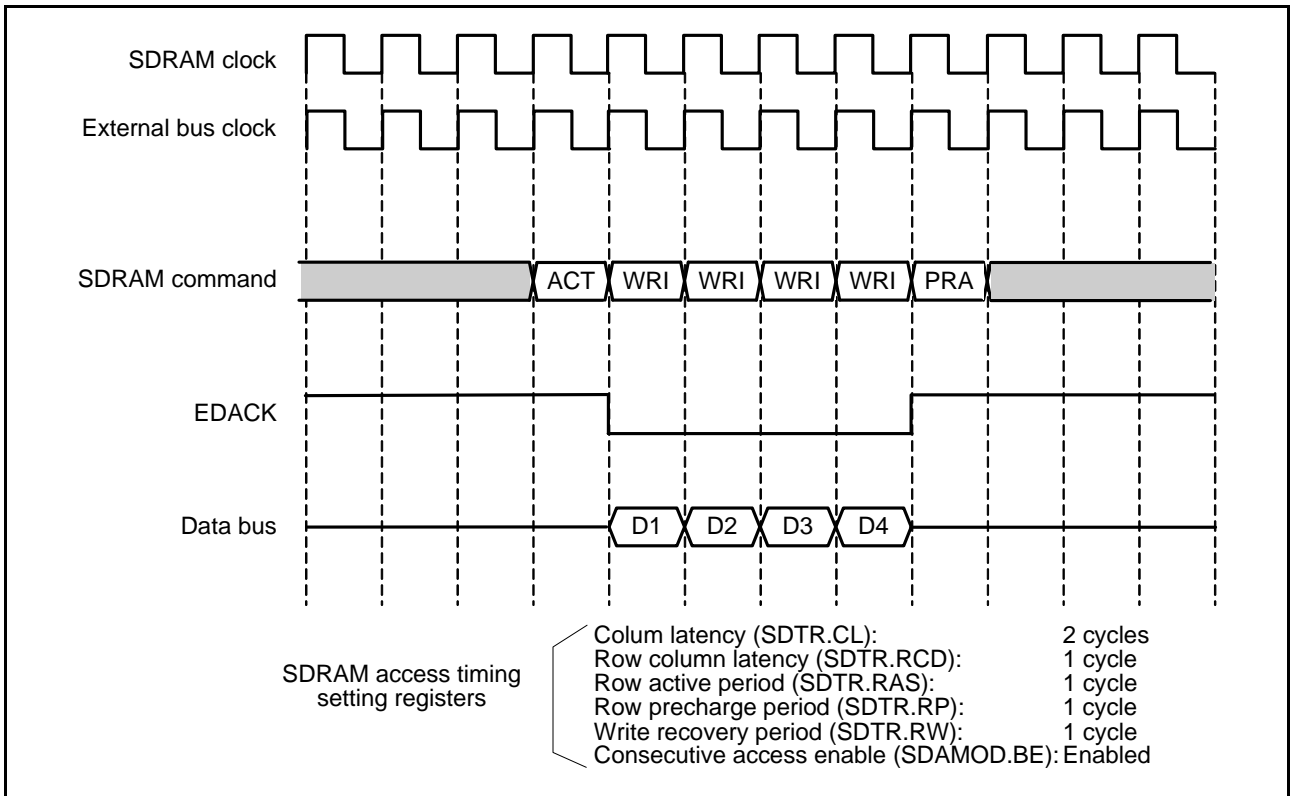 SDRAM clock
External bus clock
SDRAM command
ACT WRI WRI WRI WRI PRA
EDACK
Data bus
D1 D2 D3 D4
SDRAM access timing
setting registers
Colum latency (SDTR.CL): 2 cycles
Row column latency (SDTR.RCD): 1 cycle
Row active period (SDTR.RAS): 1 cycle
Row precharge period (SDTR.RP): 1 cycle
Write recovery period (SDTR.RW): 1 cycle
Consecutive access enable (SDAMOD.BE): Enabled